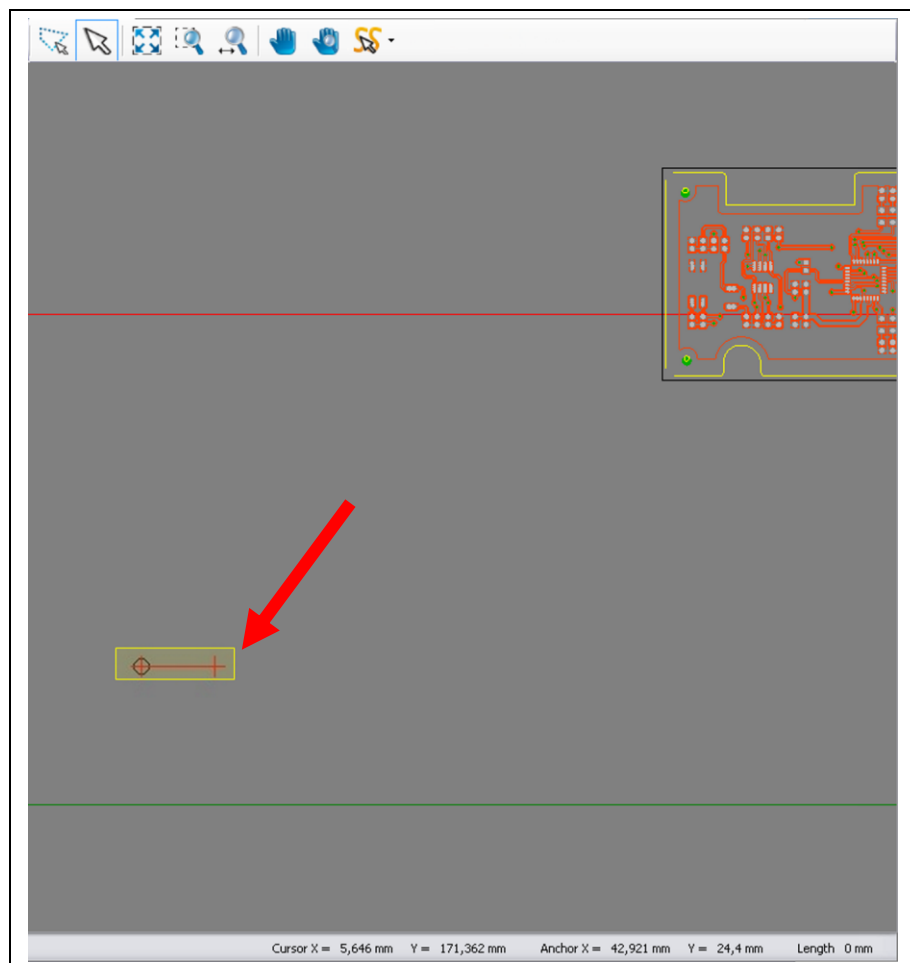 Cursor X = 5,646 mm Y = 171,362 mm Anchor X = 42,921 mm Y = 24,4 mm Length 0 mm